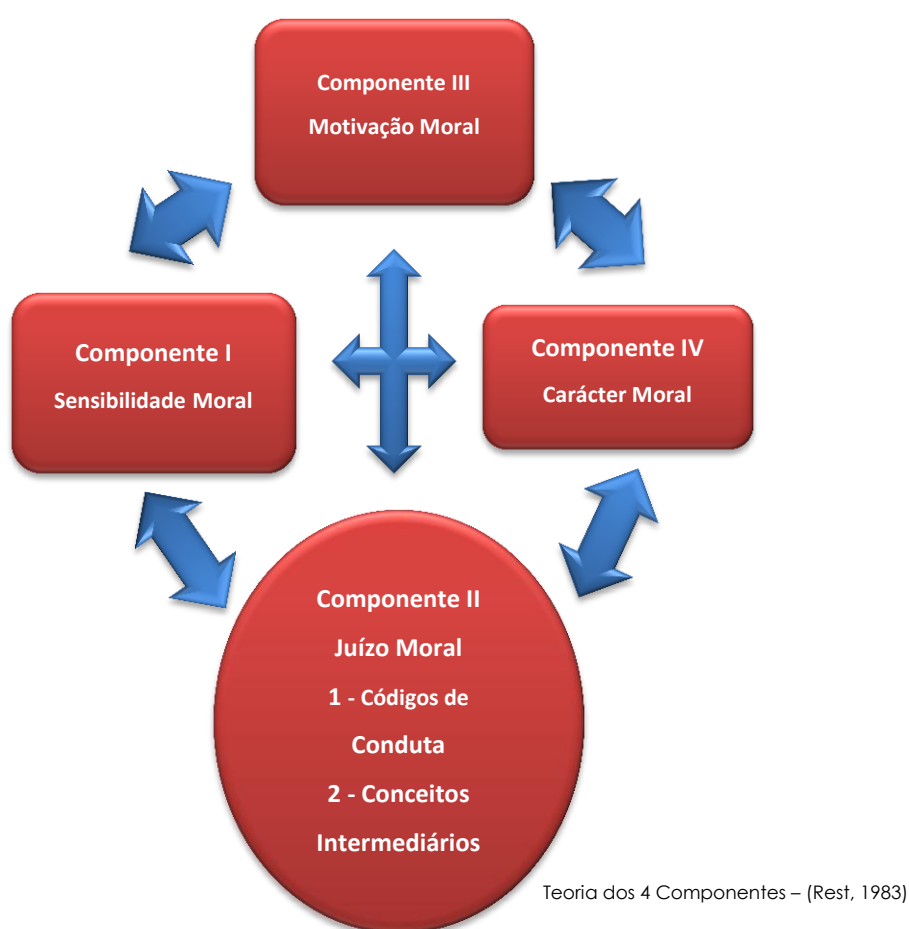 Componente III
Motivação Moral
Componente I
Sensibilidade Moral
Componente IV
Carácter Moral
Componente II
Juízo Moral
1 - Códigos de
Conduta
2 - Conceitos
Intermediários
Teoria dos 4 Componentes – (Rest, 1983)